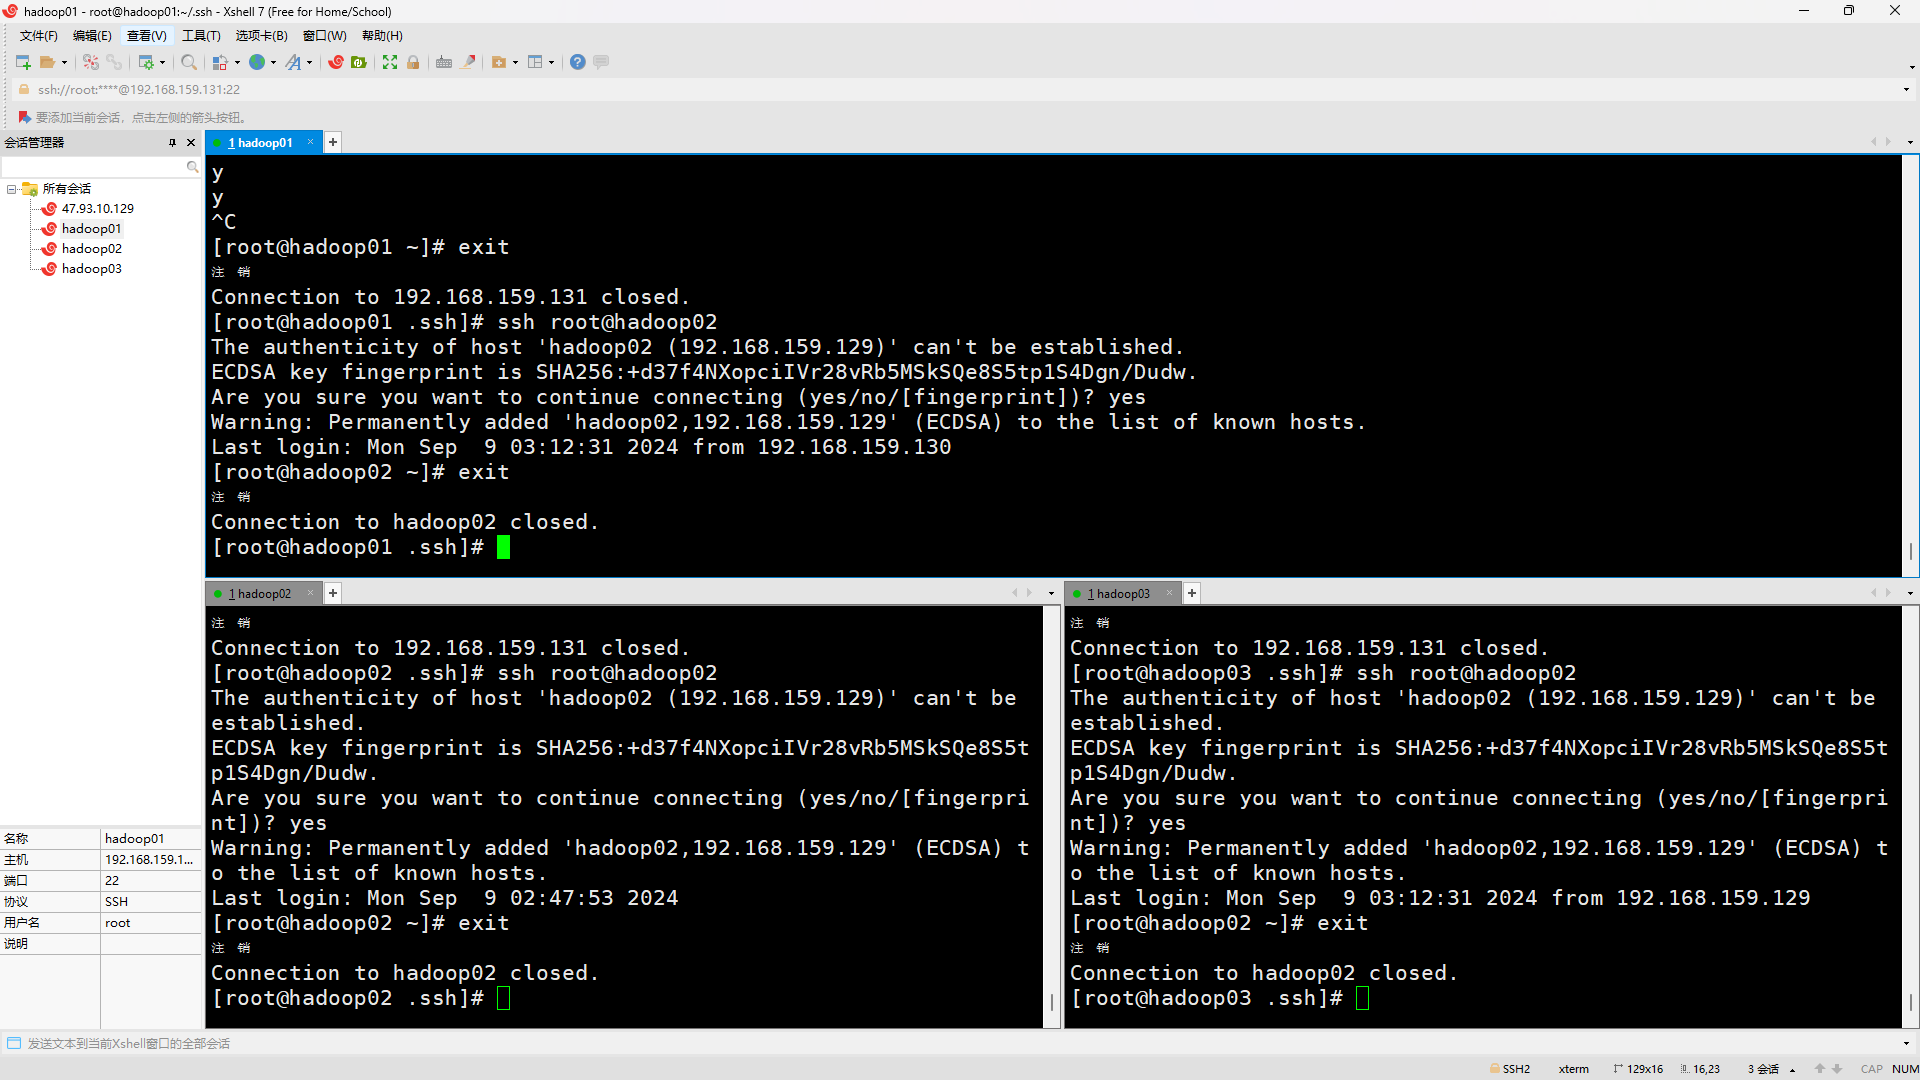 hadoop01 - root@hadoop01:~/.ssh - Xshell 7 (Free for Home/School)
文件(F) 编辑(E) 查看(V) 工具(T) 选项卡(B) 窗口(W) 帮助(H)
ssh://root:****@192.168.159.131:22
要添加当前会话，点击左侧的箭头按钮。
会话管理器
所有会话
47.93.10.129
hadoop01
hadoop02
hadoop03
名称 hadoop01
主机 192.168.159.1...
端口 22
协议 SSH
用户名 root
说明
1 hadoop01
y
y
^C
[root@hadoop01 ~]# exit
注 销
Connection to 192.168.159.131 closed.
[root@hadoop01 .ssh]# ssh root@hadoop02
The authenticity of host 'hadoop02 (192.168.159.129)' can't be established.
ECDSA key fingerprint is SHA256:+d37f4NXopciIVr28vRb5MSkSQe8S5tp1S4Dgn/Dudw.
Are you sure you want to continue connecting (yes/no/[fingerprint])? yes
Warning: Permanently added 'hadoop02,192.168.159.129' (ECDSA) to the list of known hosts.
Last login: Mon Sep  9 03:12:31 2024 from 192.168.159.130
[root@hadoop02 ~]# exit
注 销
Connection to hadoop02 closed.
[root@hadoop01 .ssh]#
1 hadoop02
注 销
Connection to 192.168.159.131 closed.
[root@hadoop02 .ssh]# ssh root@hadoop02
The authenticity of host 'hadoop02 (192.168.159.129)' can't be
established.
ECDSA key fingerprint is SHA256:+d37f4NXopciIVr28vRb5MSkSQe8S5t
p1S4Dgn/Dudw.
Are you sure you want to continue connecting (yes/no/[fingerpri
nt])? yes
Warning: Permanently added 'hadoop02,192.168.159.129' (ECDSA) t
o the list of known hosts.
Last login: Mon Sep  9 02:47:53 2024
[root@hadoop02 ~]# exit
注 销
Connection to hadoop02 closed.
[root@hadoop02 .ssh]#
1 hadoop03
注 销
Connection to 192.168.159.131 closed.
[root@hadoop03 .ssh]# ssh root@hadoop02
The authenticity of host 'hadoop02 (192.168.159.129)' can't be
established.
ECDSA key fingerprint is SHA256:+d37f4NXopciIVr28vRb5MSkSQe8S5t
p1S4Dgn/Dudw.
Are you sure you want to continue connecting (yes/no/[fingerpri
nt])? yes
Warning: Permanently added 'hadoop02,192.168.159.129' (ECDSA) t
o the list of known hosts.
Last login: Mon Sep  9 03:12:31 2024 from 192.168.159.129
[root@hadoop02 ~]# exit
注 销
Connection to hadoop02 closed.
[root@hadoop03 .ssh]#
发送文本到当前Xshell窗口的全部会话
SSH2 xterm 129x16 16,23 3 会话 CAP NUM